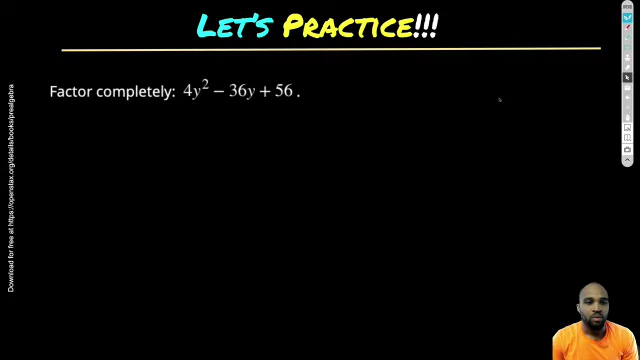 LET'S PRACTICE!!!
Factor completely: 4y² − 36y + 56 .
Download for free at https://openstax.org/details/books/prealgebra